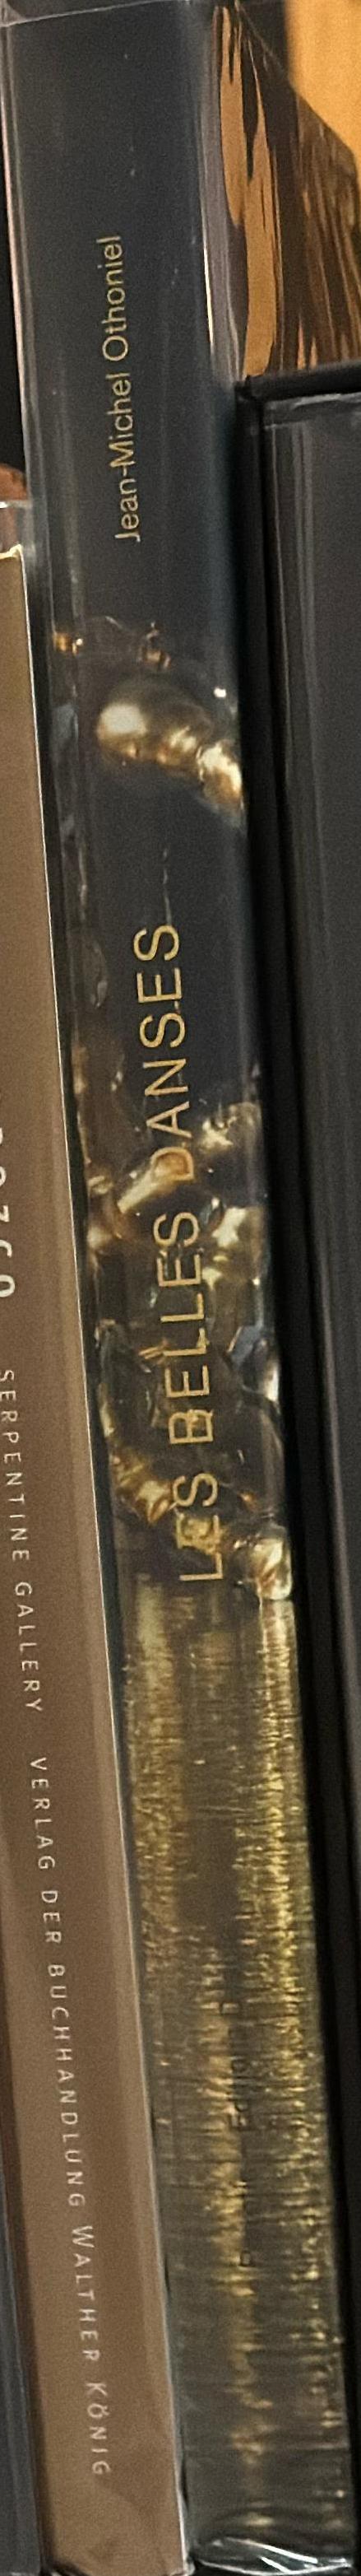 SERPENTINE GALLERY VERLAG DER BUCHHANDLUNG WALTHER KÖNIG
Jean-Michel Othoniel
LES BELLES DANSES